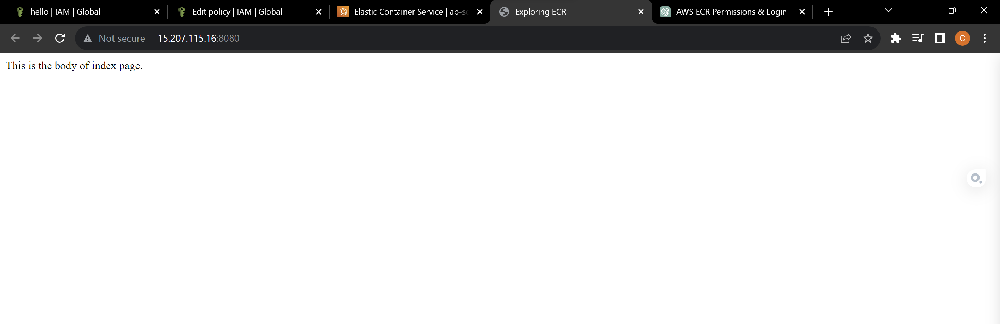 hello | IAM | Global
Edit policy | IAM | Global
Elastic Container Service | ap-so
Exploring ECR
AWS ECR Permissions & Login
Not secure
15.207.115.16:8080
C
This is the body of index page.